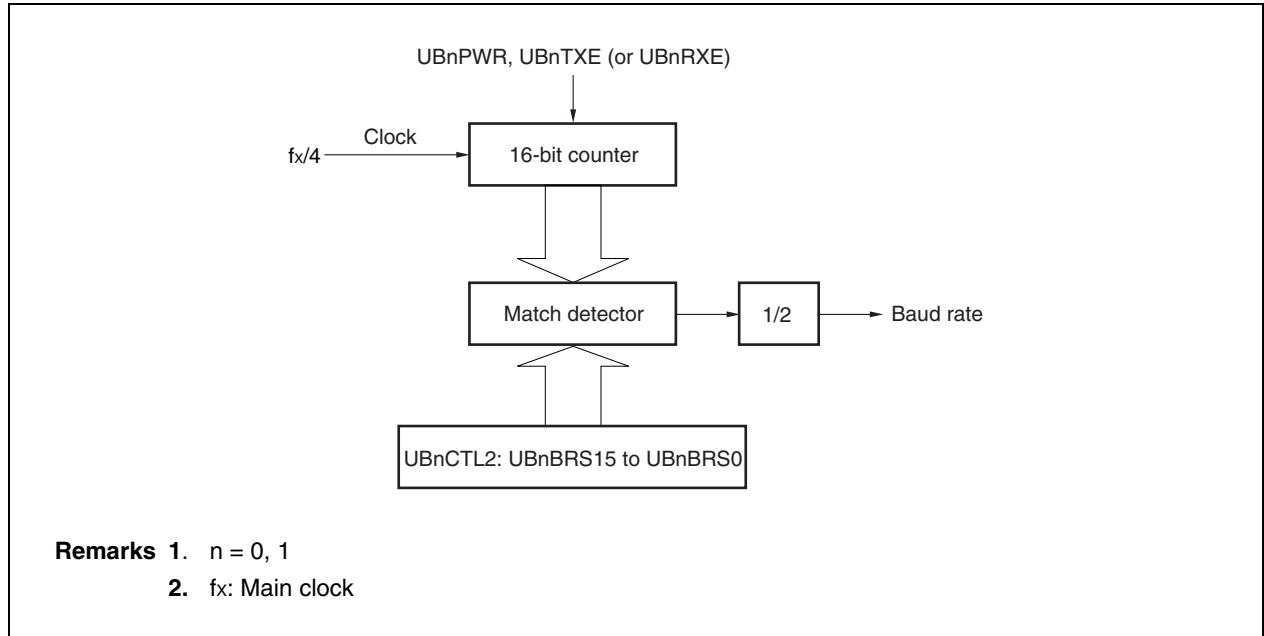 UBnPWR, UBnTXE (or UBnRXE)
Clock
fx/4
16-bit counter
Match detector
1/2
Baud rate
UBnCTL2: UBnBRS15 to UBnBRS0
Remarks 1. n = 0, 1
2. fx: Main clock